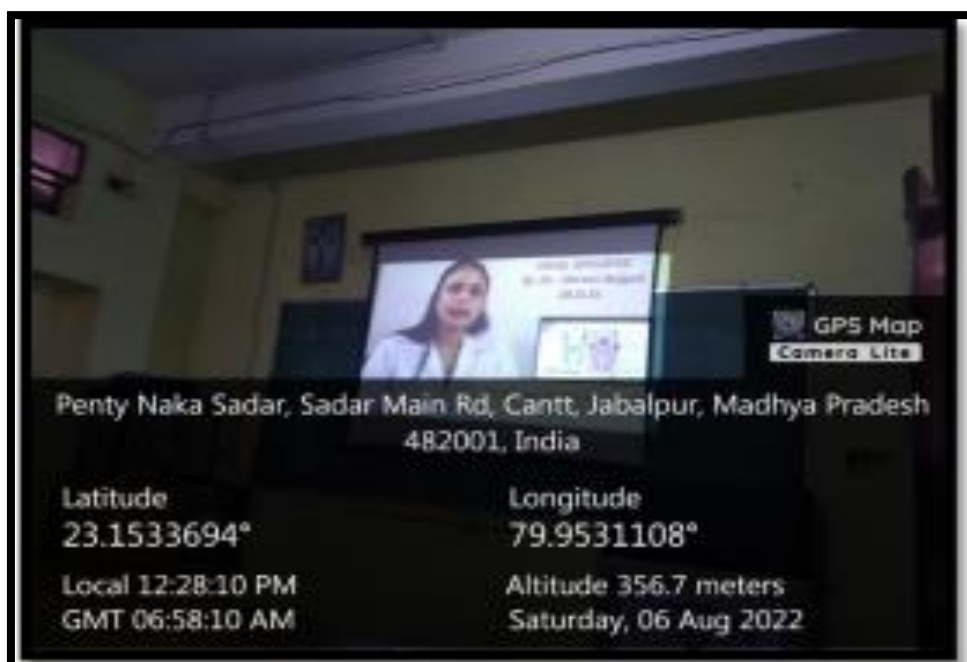 GPS Map
Camera Lite
Penty Naka Sadar, Sadar Main Rd, Cantt, Jabalpur, Madhya Pradesh
482001, India
Latitude
23.1533694°
Longitude
79.9531108°
Local 12:28:10 PM
GMT 06:58:10 AM
Altitude 356.7 meters
Saturday, 06 Aug 2022